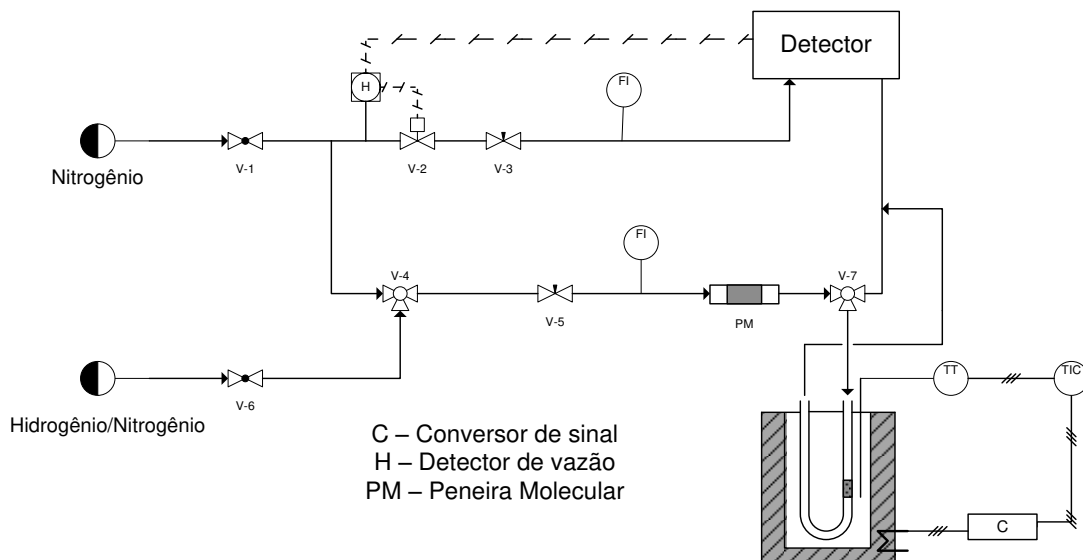 Detector
H
FI
V-1
V-2
V-3
Nitrogênio
FI
V-4
V-7
V-5
PM
TT
TIC
V-6
Hidrogênio/Nitrogênio
C – Conversor de sinal
H – Detector de vazão
PM – Peneira Molecular
C